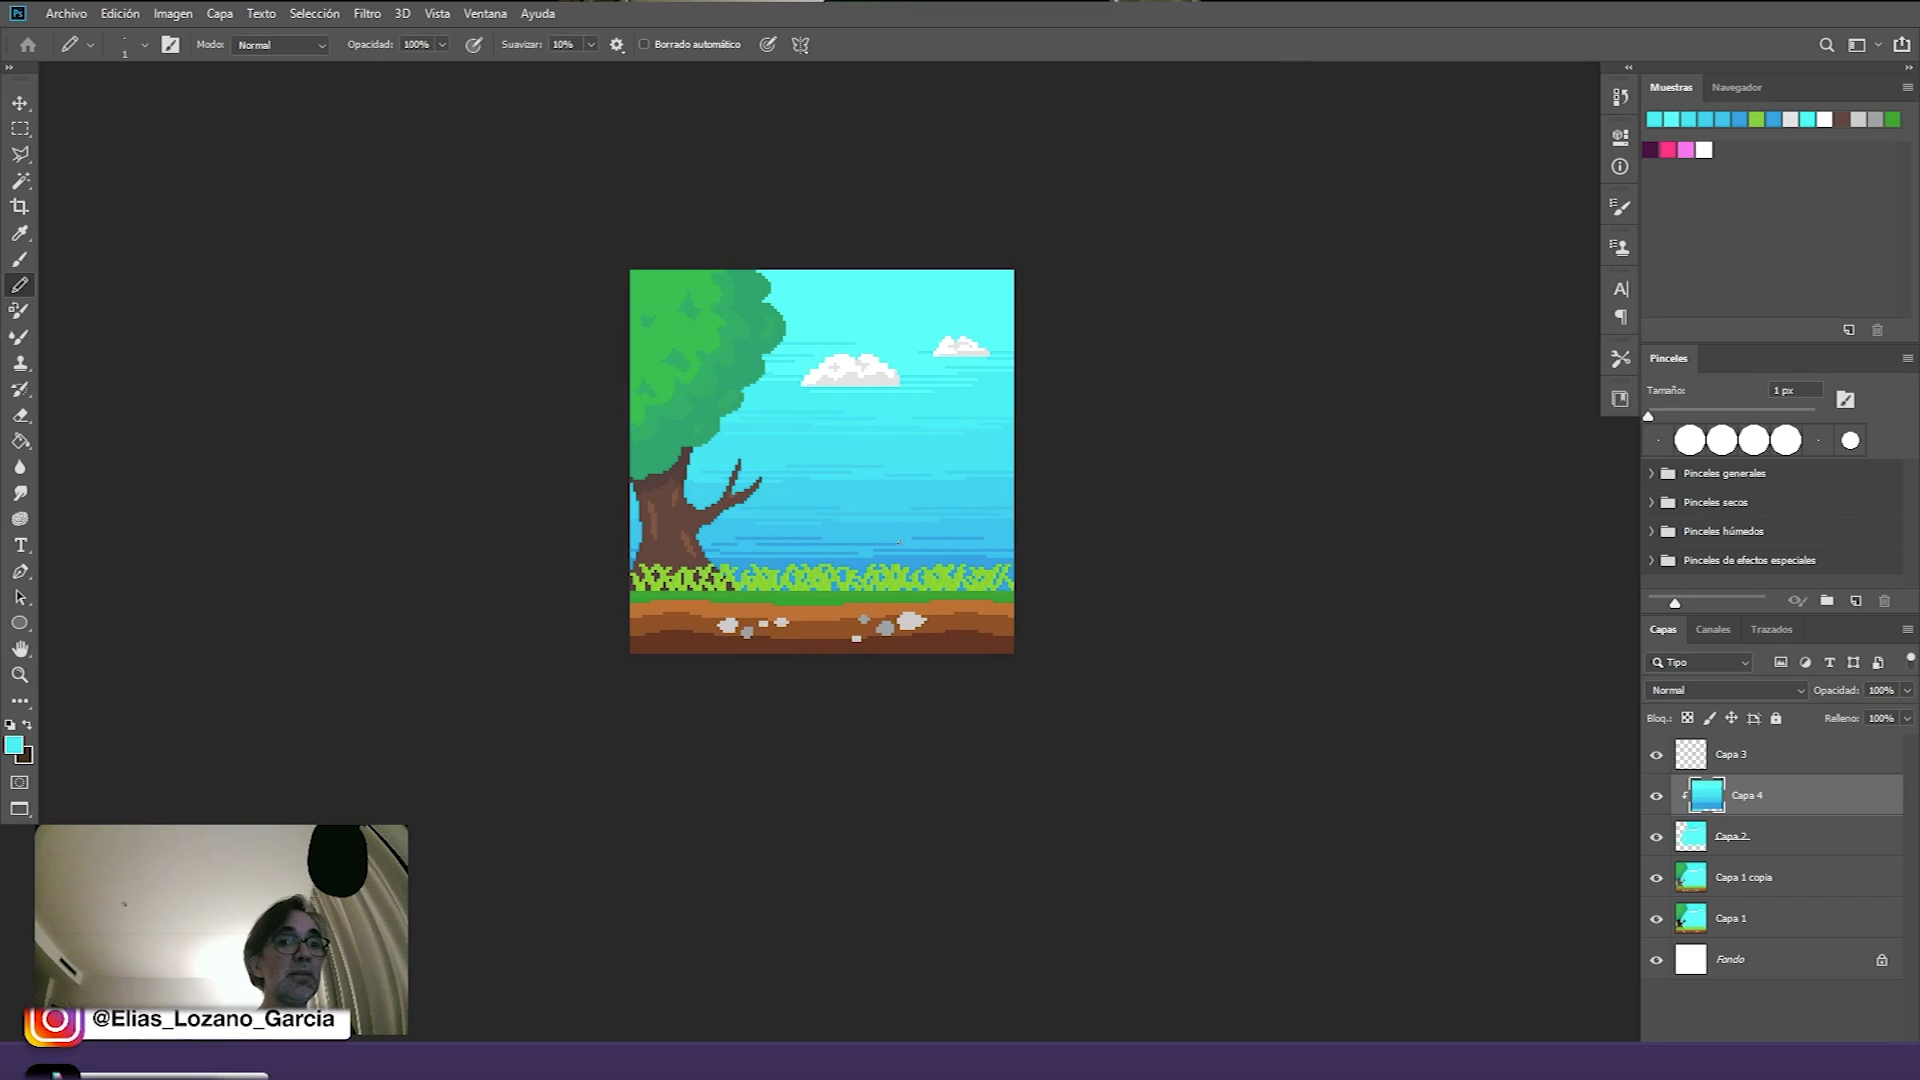 Ps Archivo Edición Imagen Capa Texto Selección Filtro 3D Vista Ventana Ayuda
1 Modo: Normal Opacidad: 100% Suavizar: 10% Borrado automático
Muestras Navegador
Pinceles
Tamaño: 1 px
Pinceles generales
Pinceles secos
Pinceles húmedos
Pinceles de efectos especiales
Capas Canales Trazados
Tipo
Normal Opacidad: 100%
Bloq.: Relleno: 100%
Capa 3
Capa 4
Capa 2
Capa 1 copia
Capa 1
Fondo
@Elias_Lozano_Garcia